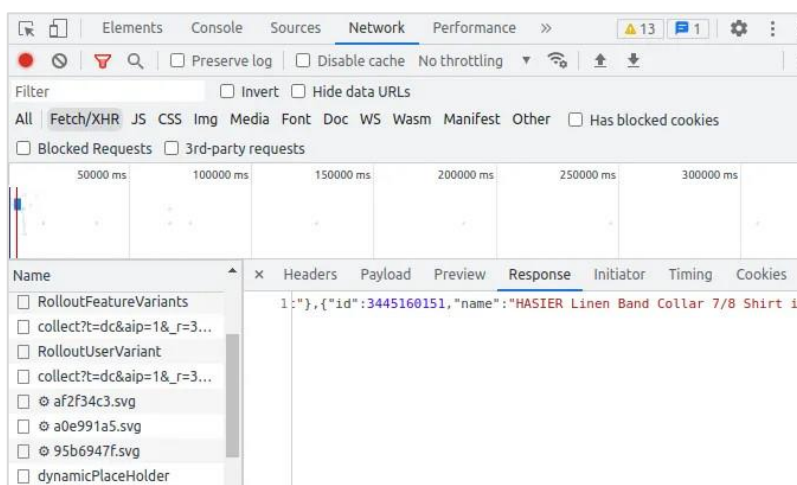 Elements Console Sources Network Performance » 13 1
Preserve log Disable cache No throttling
Filter Invert Hide data URLs
All Fetch/XHR JS CSS Img Media Font Doc WS Wasm Manifest Other Has blocked cookies
Blocked Requests 3rd-party requests
50000 ms 100000 ms 150000 ms 200000 ms 250000 ms 300000 ms
Name × Headers Payload Preview Response Initiator Timing Cookies
RolloutFeatureVariants 1 :"},{"id":3445160151,"name":"HASIER Linen Band Collar 7/8 Shirt i
collect?t=dc&aip=1&_r=3...
RolloutUserVariant
collect?t=dc&aip=1&_r=3...
af2f34c3.svg
a0e991a5.svg
95b6947f.svg
dynamicPlaceHolder